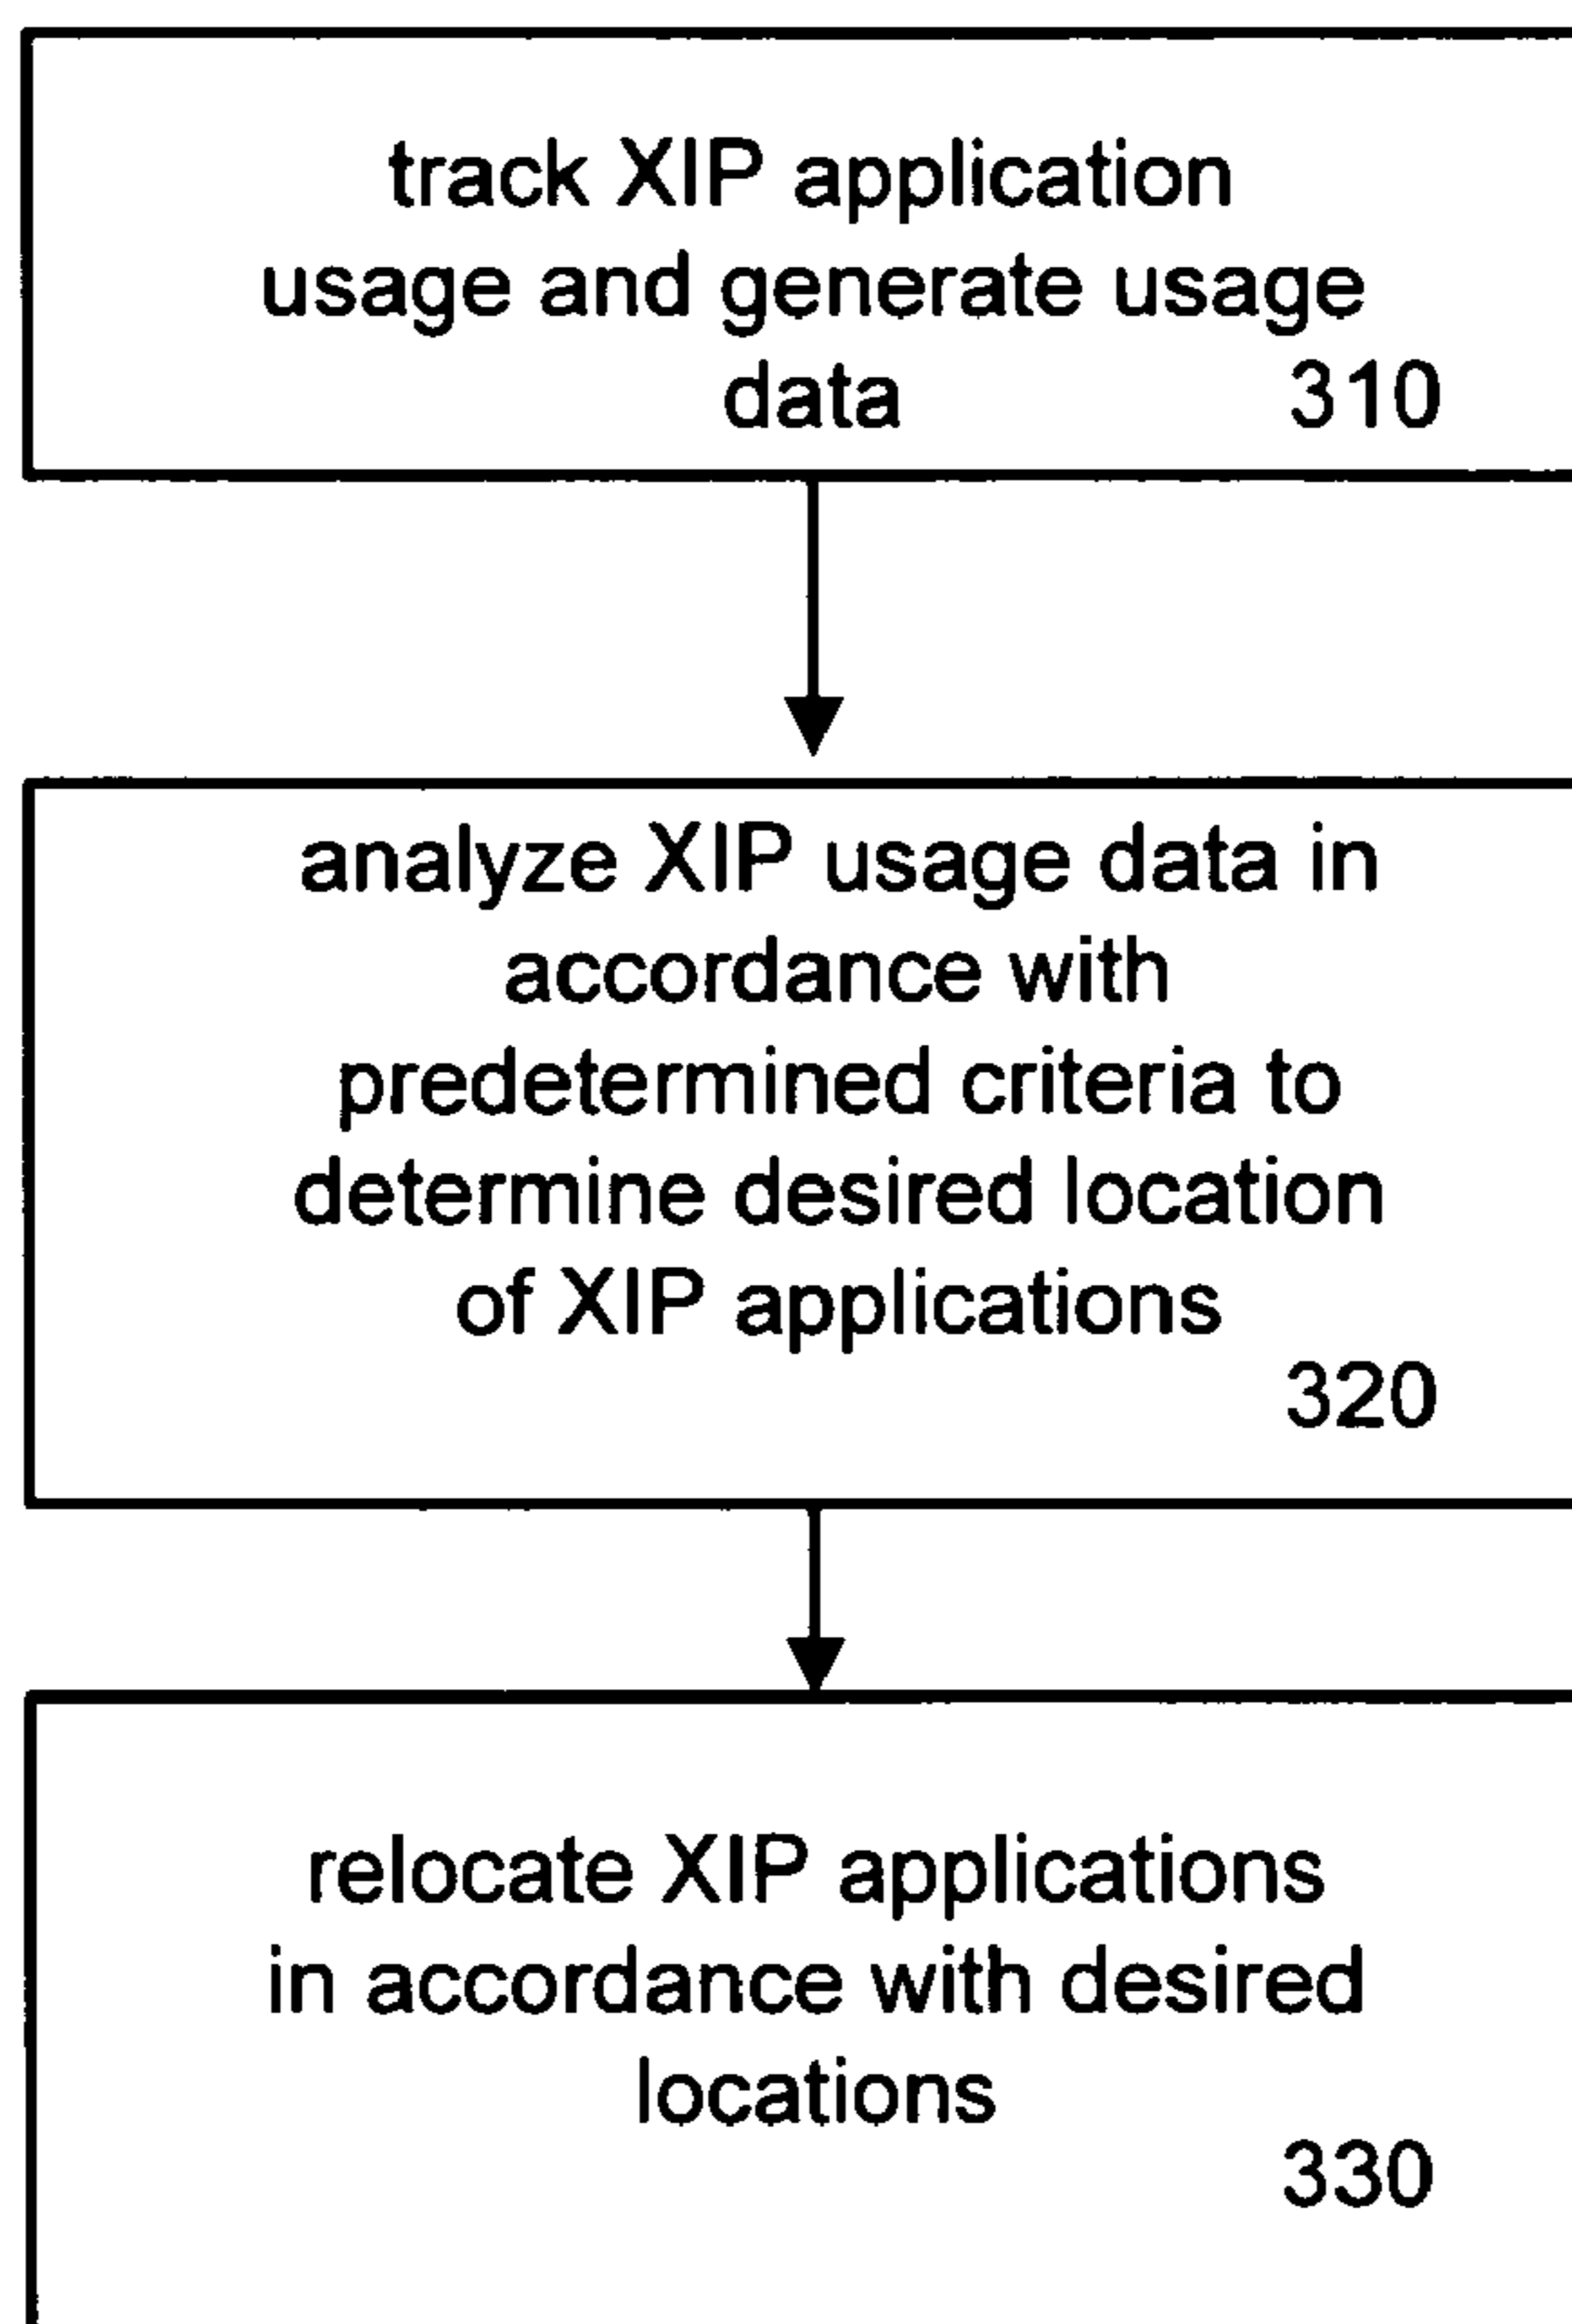 track XIP application
usage and generate usage
data 310
analyze XIP usage data in
accordance with
predetermined criteria to
determine desired location
of XIP applications
320
relocate XIP applications
in accordance with desired
locations
330